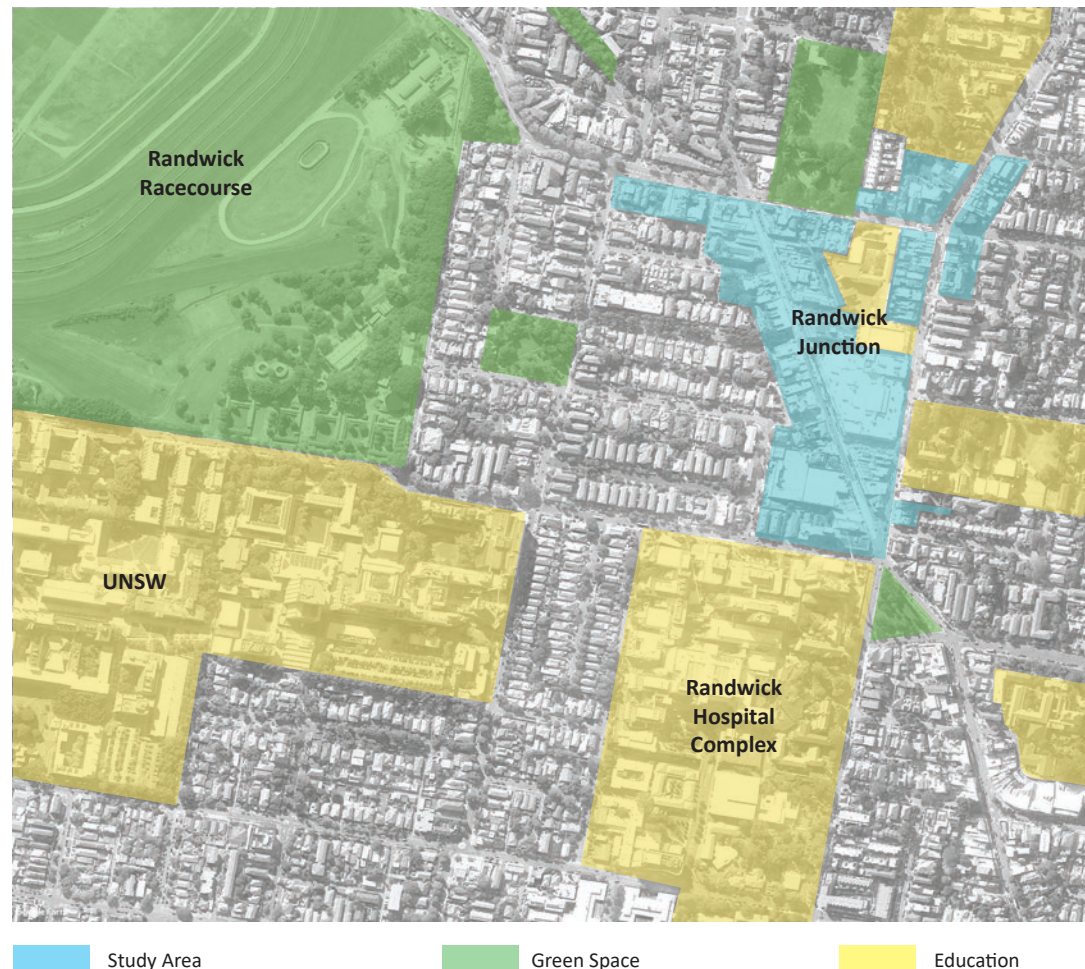 Randwick
Racecourse
Randwick
Junction
UNSW
Randwick
Hospital
Complex
Study Area
Green Space
Education